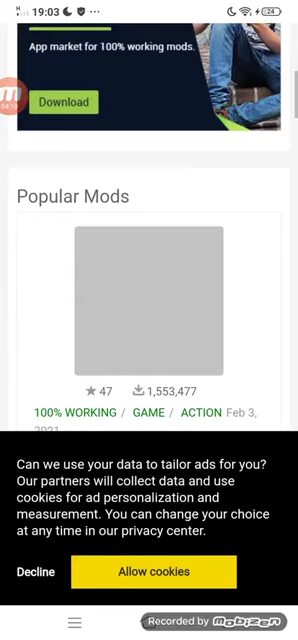 H 19:03 ··· 24
App market for 100% working mods.
04:10
Download
Popular Mods
47 1,553,477
100% WORKING / GAME / ACTION Feb 3,
2021
Can we use your data to tailor ads for you?
Our partners will collect data and use
cookies for ad personalization and
measurement. You can change your choice
at any time in our privacy center.
Decline Allow cookies
Recorded by mobizen